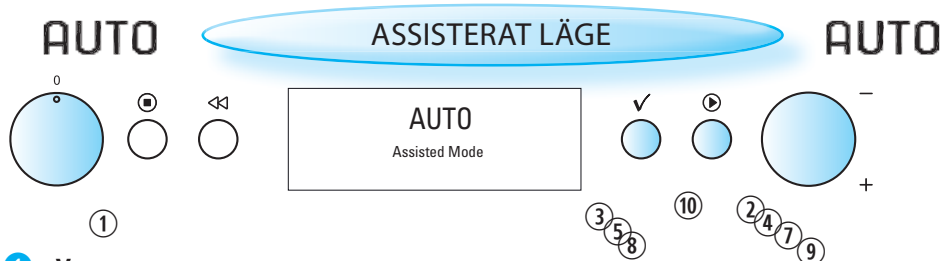 AUTO ASSISTERAT LÄGE AUTO
0
AUTO
Assisted Mode
−
+
① ③ ⑤ ⑧ ⑩ ② ④ ⑦ ⑨